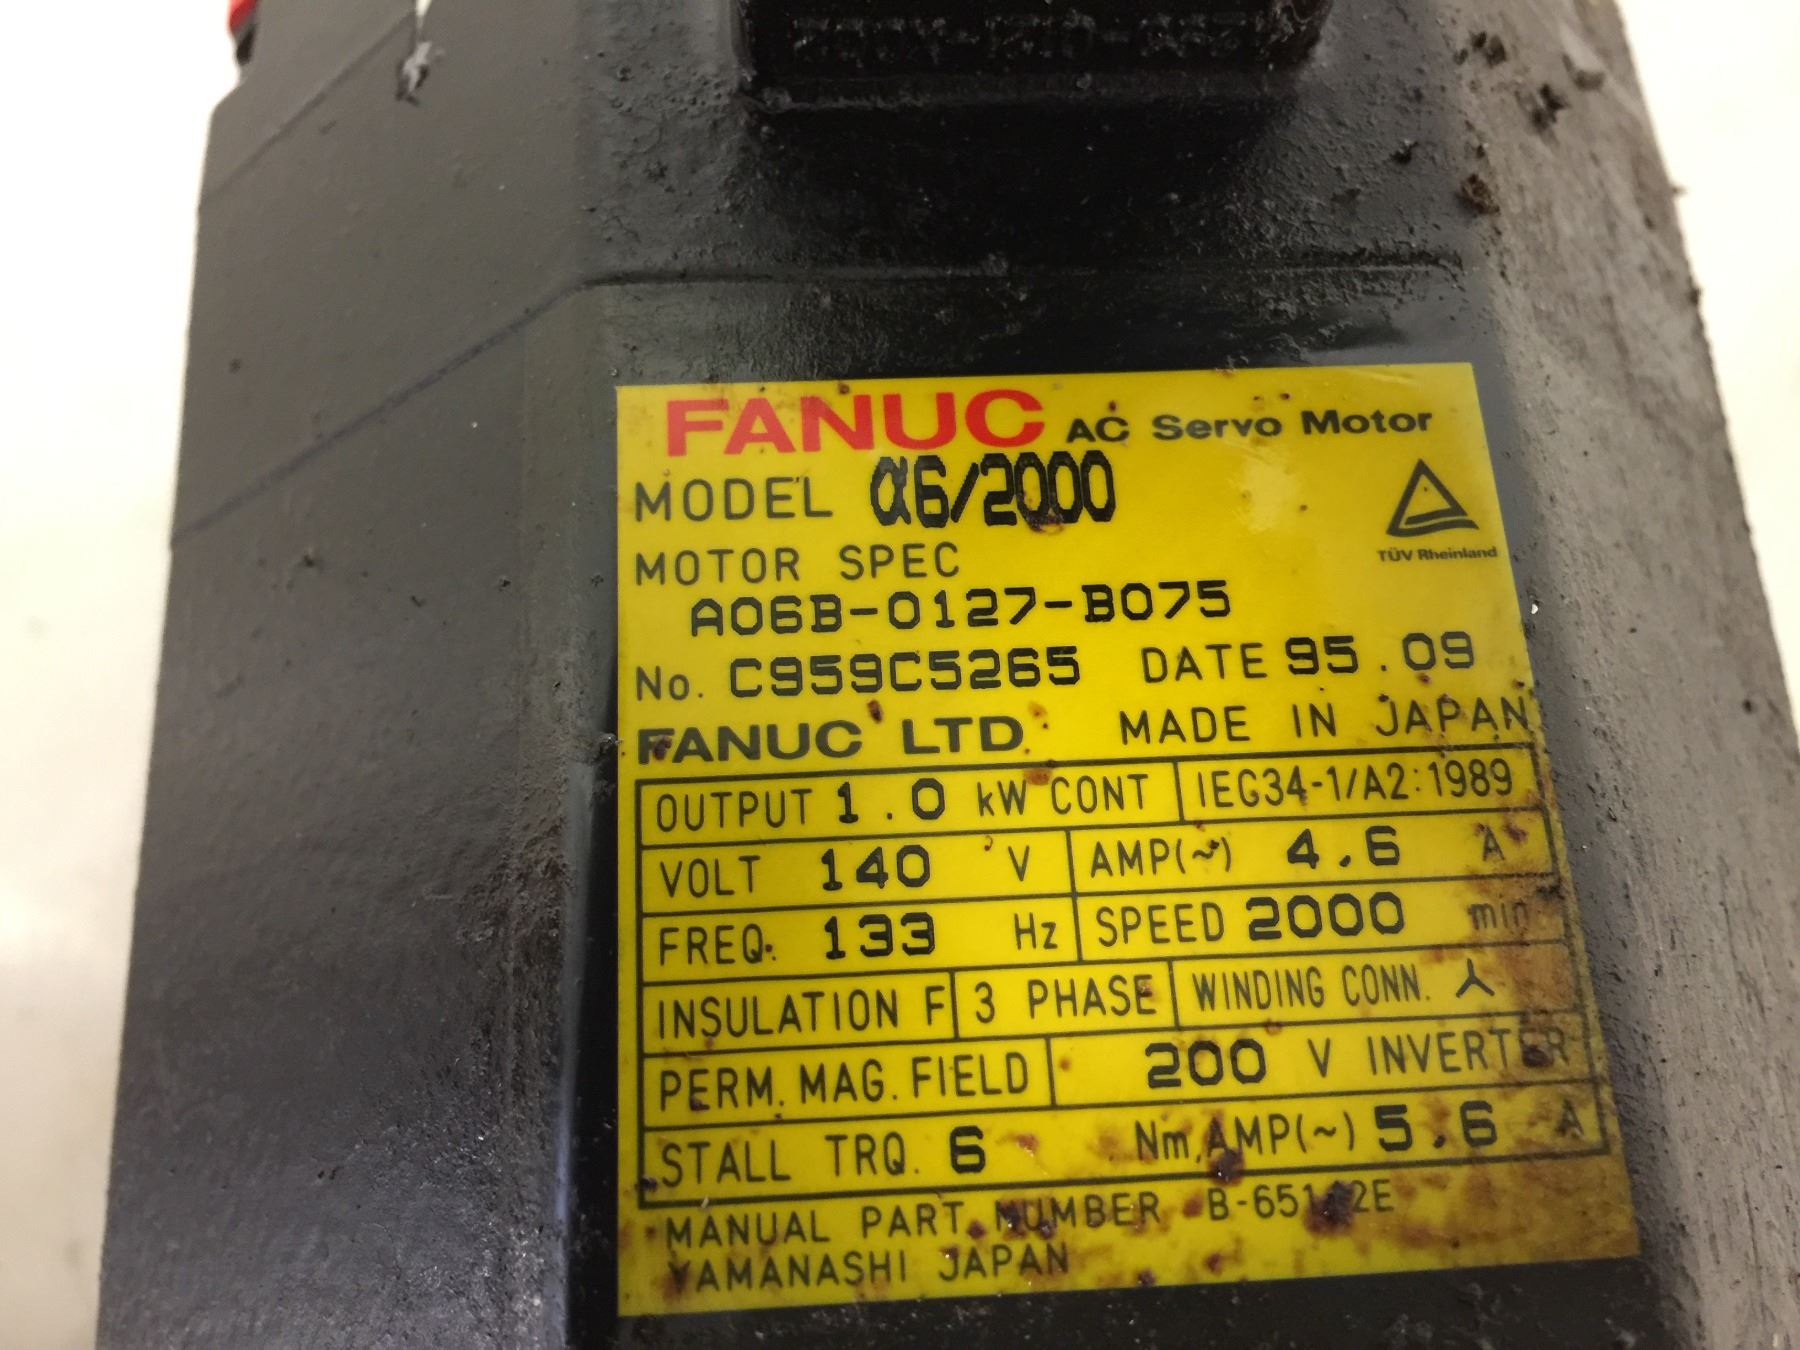 FANUC AC Servo Motor
MODEL α6/2000
TÜV Rheinland
MOTOR SPEC
A06B-0127-B075
No. C959C5265 DATE 95.09
FANUC LTD MADE IN JAPAN
OUTPUT 1.0 kW CONT IEC34-1/A2:1989
VOLT 140 V AMP(~) 4.6 A
FREQ. 133 Hz SPEED 2000 min
INSULATION F 3 PHASE WINDING CONN.
PERM. MAG. FIELD 200 V INVERTER
STALL TRQ. 6 Nm, AMP(~) 5.6 A
MANUAL PART NUMBER
YAMANASHI JAPAN